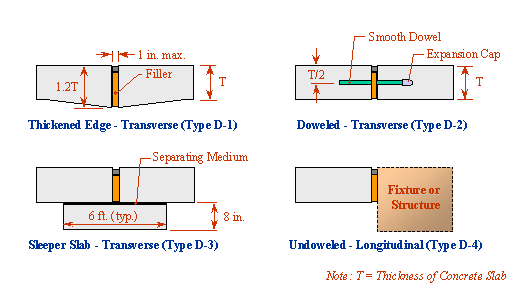 1 in. max.
Filler
1.2T
T
Thickened Edge - Transverse (Type D-1)
Smooth Dowel
Expansion Cap
T/2
T
Doweled - Transverse (Type D-2)
Separating Medium
6 ft. (typ.)
8 in.
Sleeper Slab - Transverse (Type D-3)
Fixture or
Structure
Undoweled - Longitudinal (Type D-4)
Note: T = Thickness of Concrete Slab